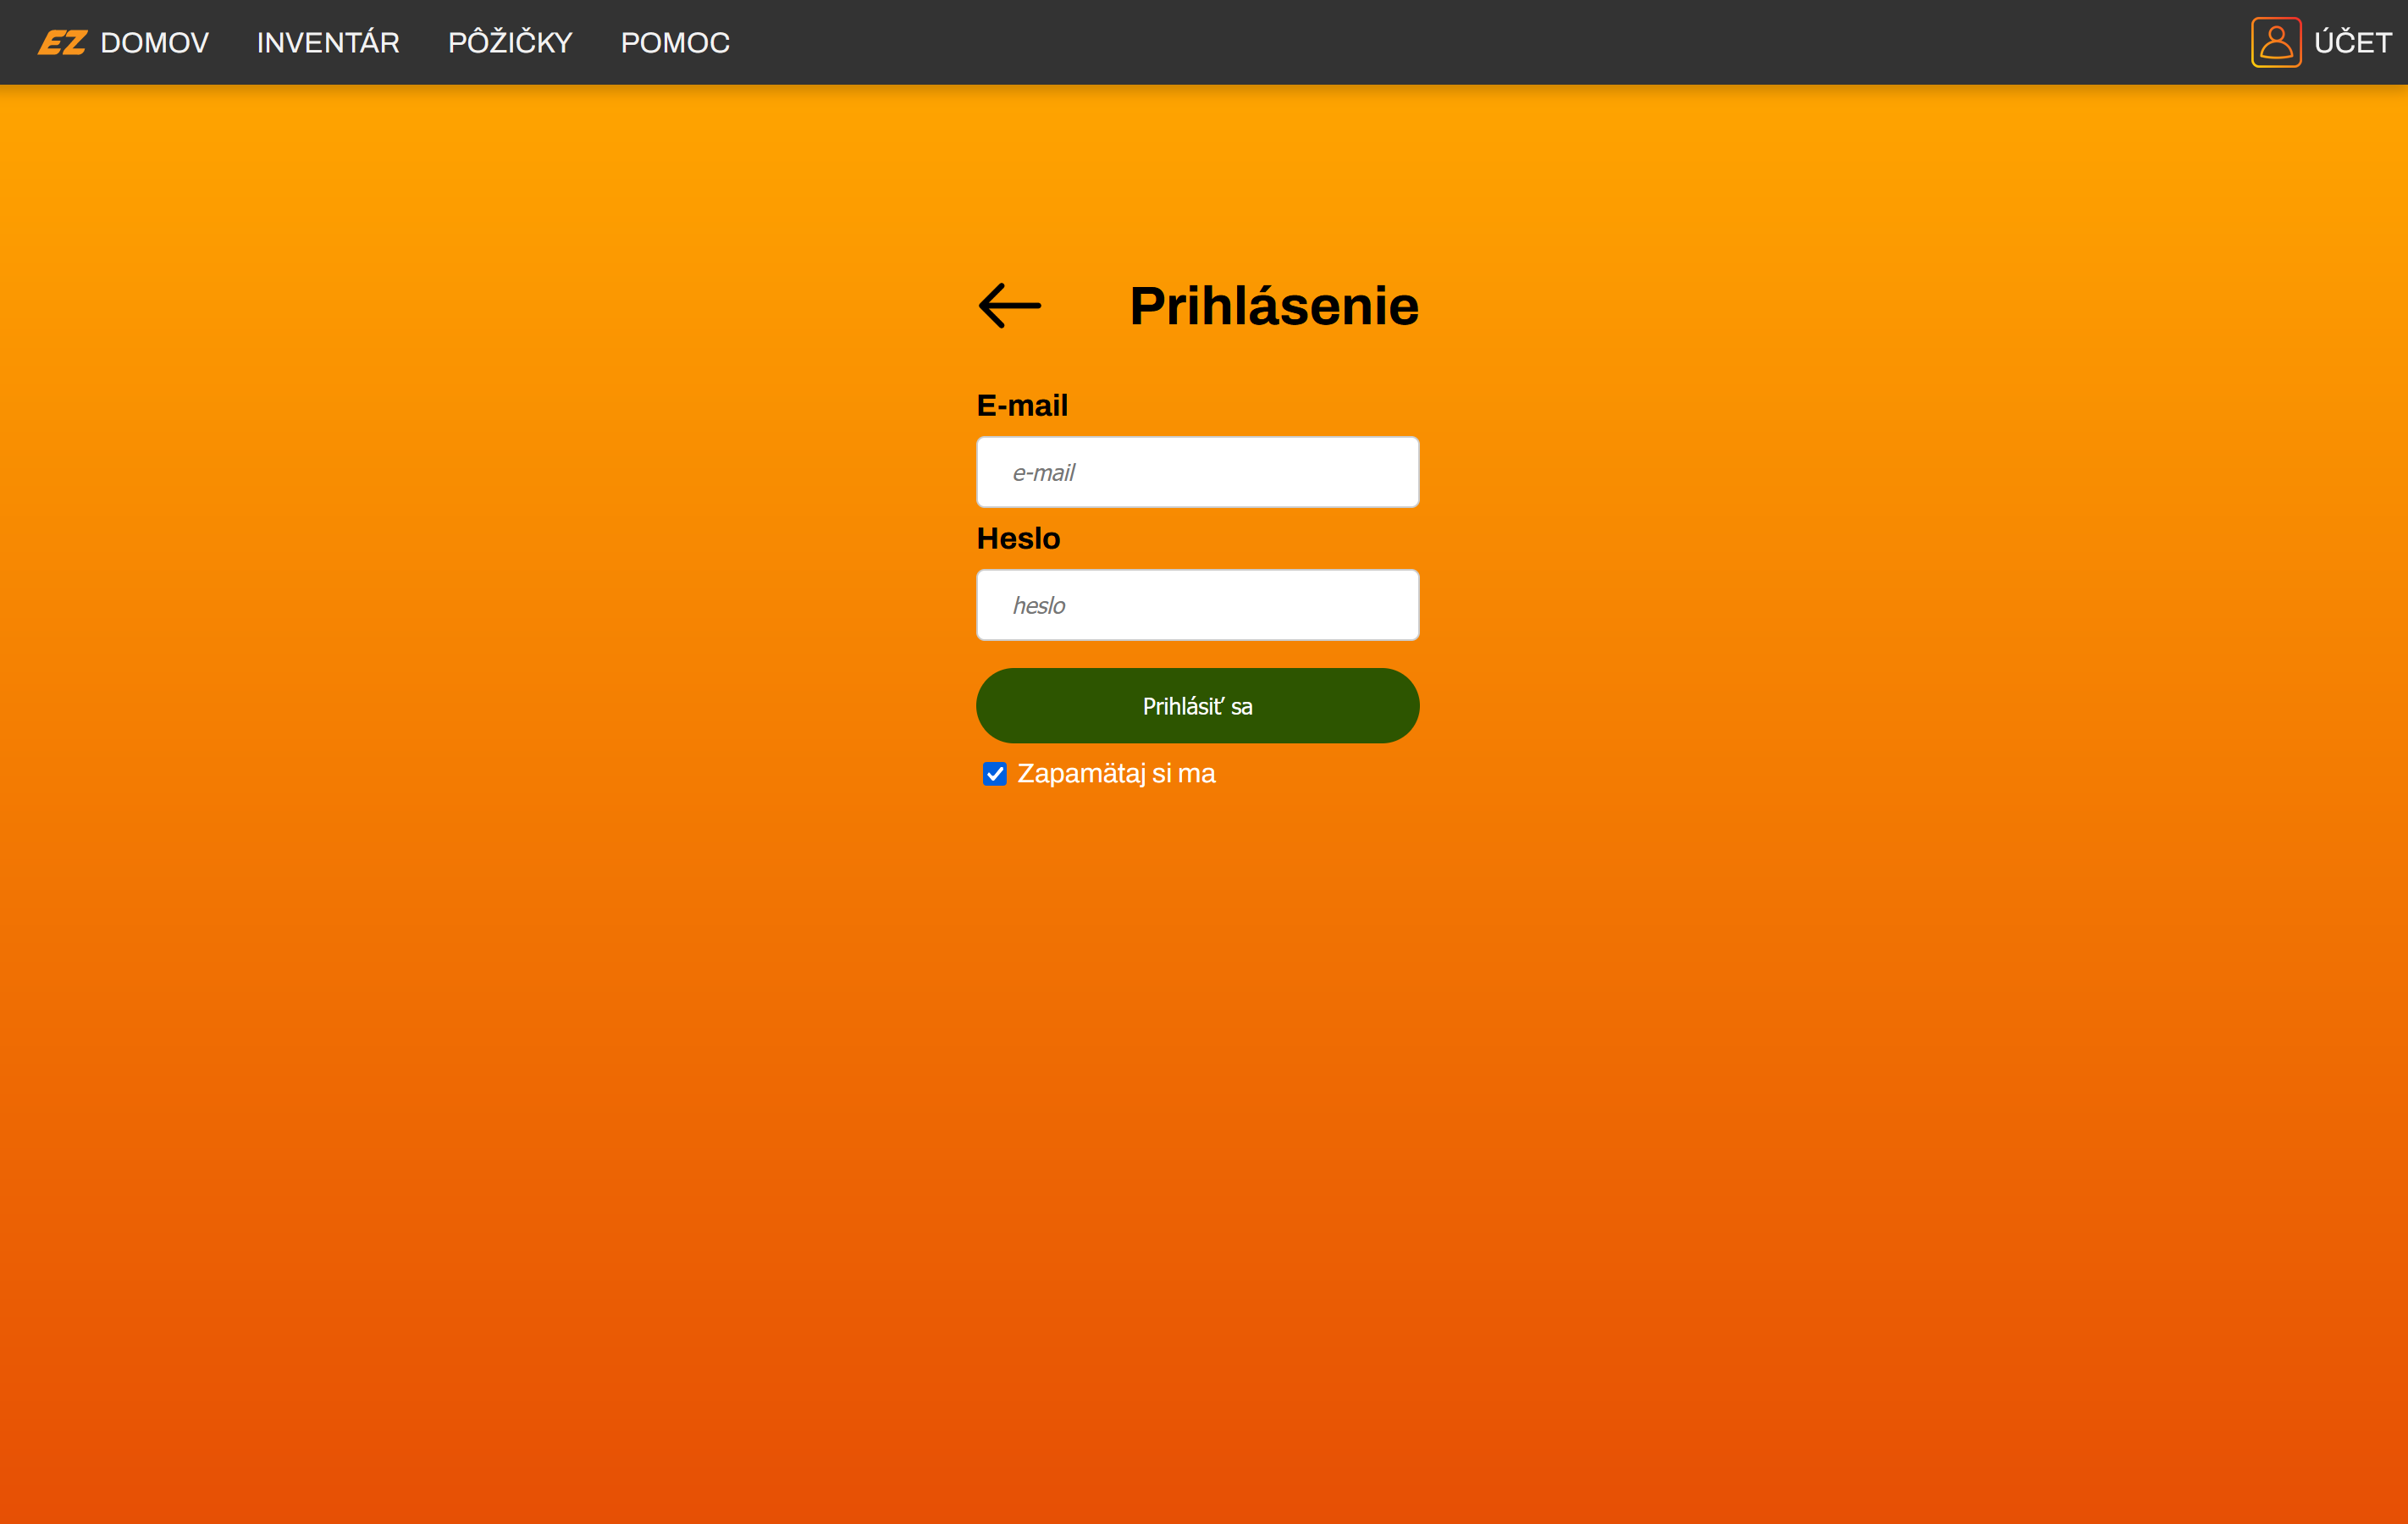 EZ DOMOV INVENTÁR PÔŽIČKY POMOC ÚČET
Prihlásenie
E-mail
e-mail
Heslo
heslo
Prihlásiť sa
Zapamätaj si ma